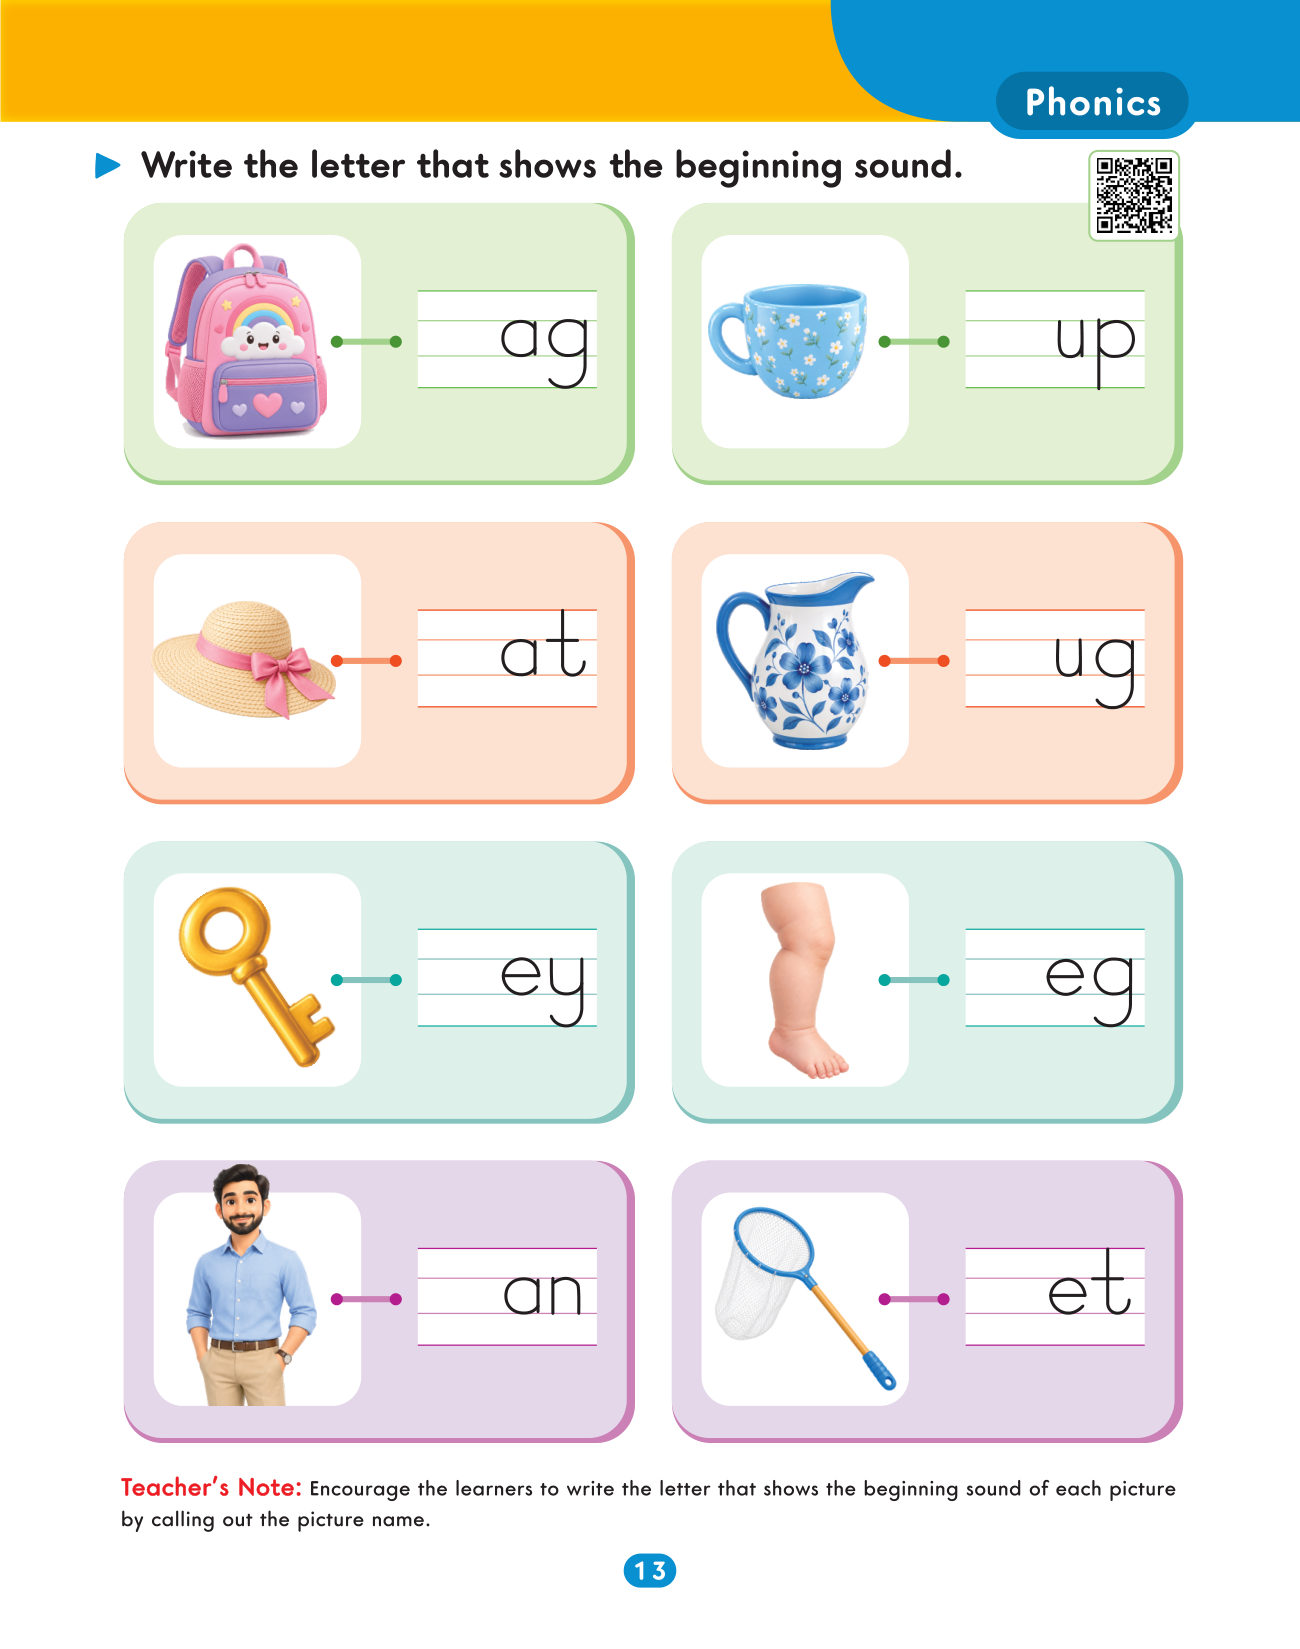 Phonics
Write the letter that shows the beginning sound.
ag
up
at
ug
ey
eg
an
et
Teacher's Note: Encourage the learners to write the letter that shows the beginning sound of each picture
by calling out the picture name.
13